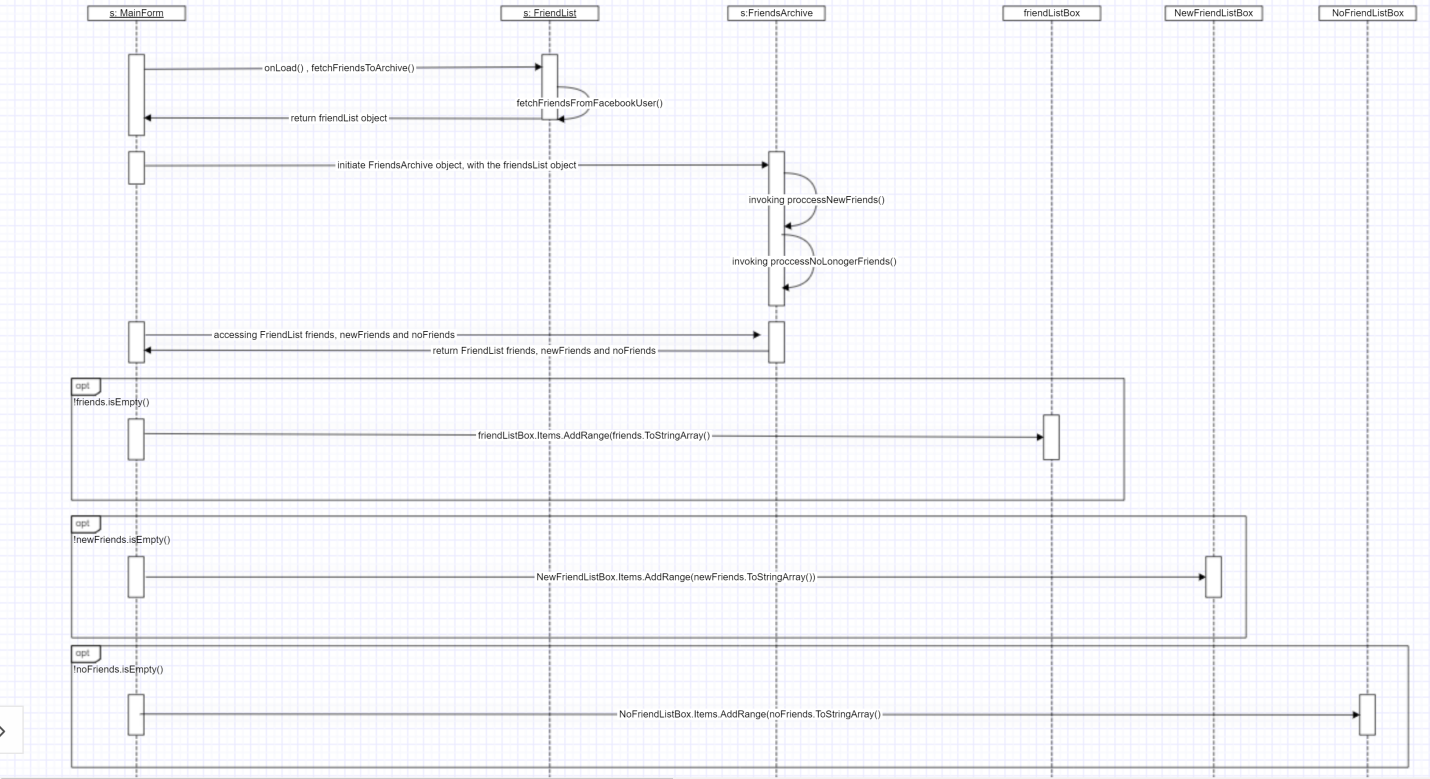 s: MainForm
s: FriendList
s:FriendsArchive
friendListBox
NewFriendListBox
NoFriendListBox
onLoad() , fetchFriendsToArchive()
fetchFriendsFromFacebookUser()
return friendList object
initiate FriendsArchive object, with the friendsList object
invoking proccessNewFriends()
invoking proccessNoLonogerFriends()
accessing FriendList friends, newFriends and noFriends
return FriendList friends, newFriends and noFriends
opt
!friends.isEmpty()
friendListBox.Items.AddRange(friends.ToStringArray()
opt
!newFriends.isEmpty()
NewFriendListBox.Items.AddRange(newFriends.ToStringArray())
opt
!noFriends.isEmpty()
NoFriendListBox.Items.AddRange(noFriends.ToStringArray()